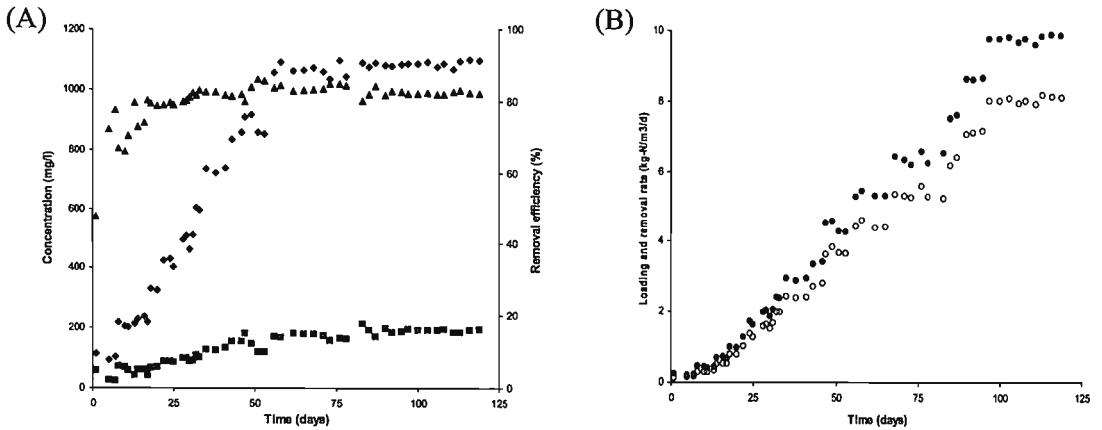 (A)
(B)
1200
1000
800
600
400
200
0
Concentration (mg/l)
100
80
60
40
20
0
Removal efficiency (%)
0 25 50 75 100 125
Time (days)
10
8
6
4
2
0
Loading and removal rate (kg-N/m3/d)
0 25 50 75 100 125
Time (days)